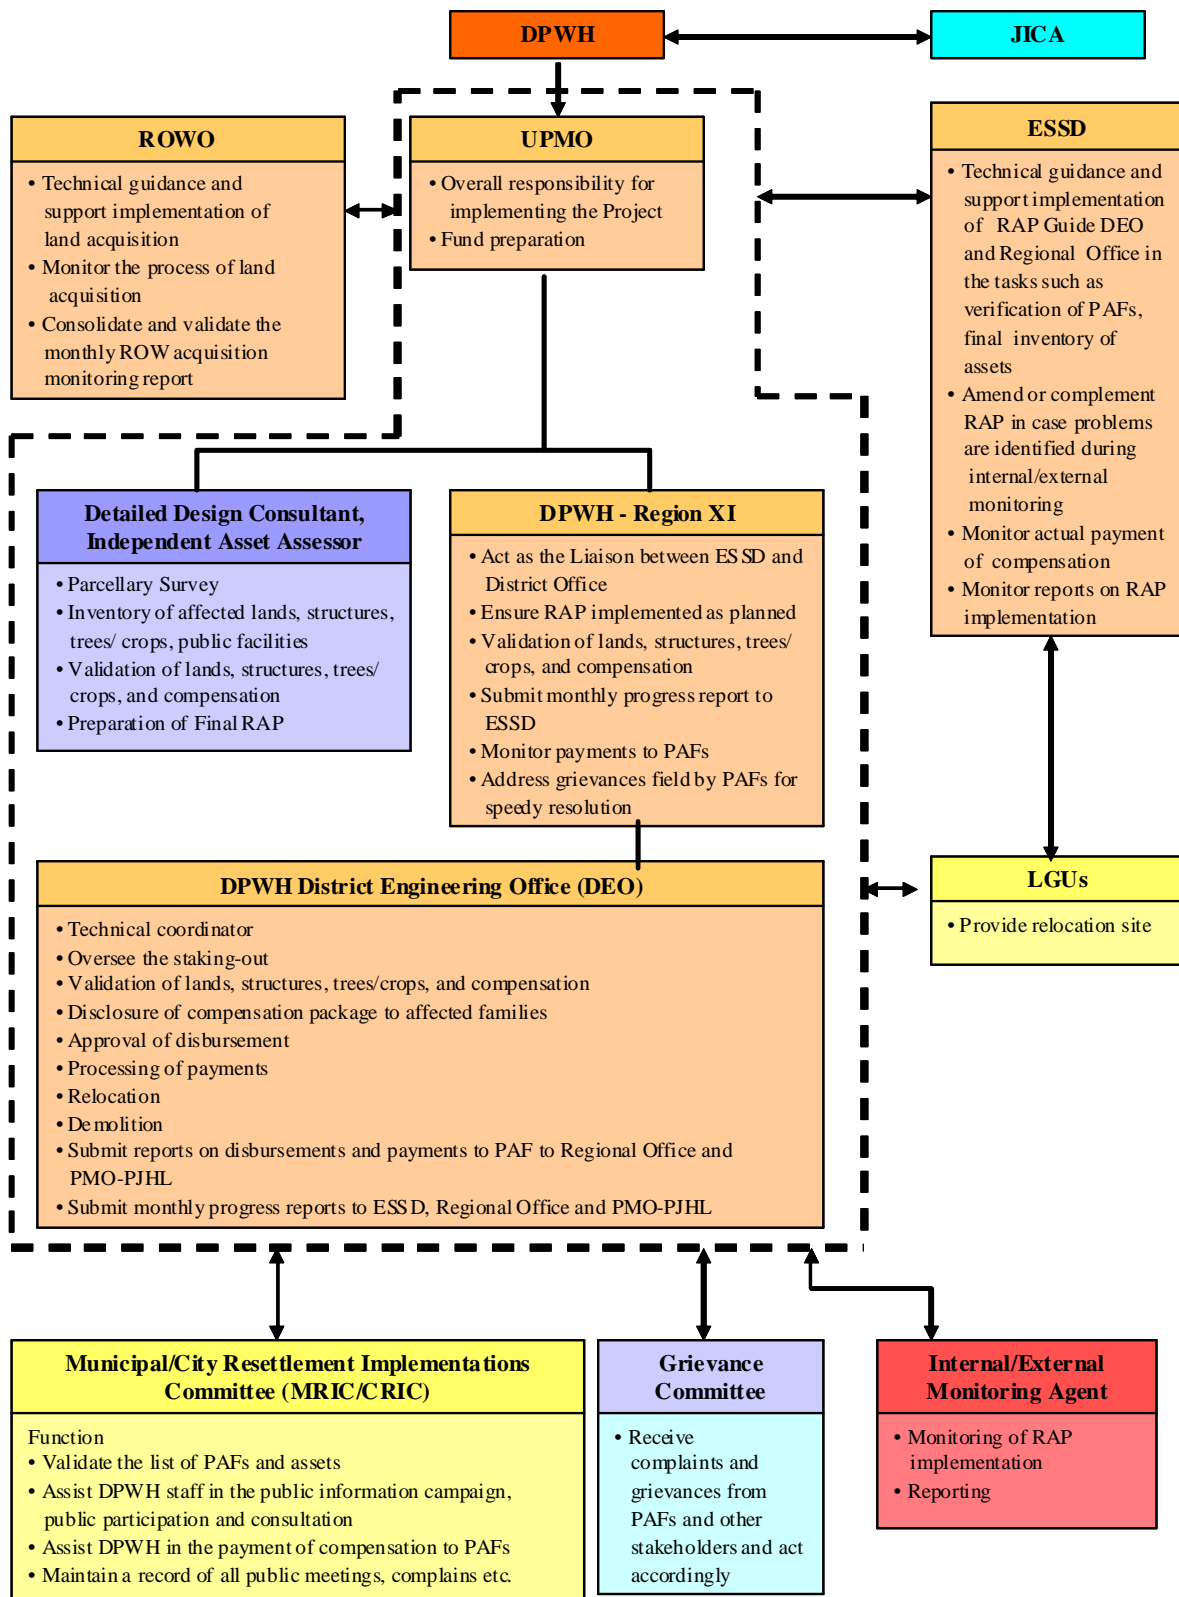 DPWH
JICA
ROWO
• Technical guidance and
support implementation of
land acquisition
• Monitor the process of land
acquisition
• Consolidate and validate the
monthly ROW acquisition
monitoring report
UPMO
• Overall responsibility for
implementing the Project
• Fund preparation
ESSD
• Technical guidance and
support implementation
of RAP Guide DEO
and Regional Office in
the tasks such as
verification of PAFs,
final inventory of
assets
• Amend or complement
RAP in case problems
are identified during
internal/external
monitoring
• Monitor actual payment
of compensation
• Monitor reports on RAP
implementation
Detailed Design Consultant,
Independent Asset Assessor
• Parcellary Survey
• Inventory of affected lands, structures,
trees/ crops, public facilities
• Validation of lands, structures, trees/
crops, and compensation
• Preparation of Final RAP
DPWH - Region XI
• Act as the Liaison between ESSD and
District Office
• Ensure RAP implemented as planned
• Validation of lands, structures, trees/
crops, and compensation
• Submit monthly progress report to
ESSD
• Monitor payments to PAFs
• Address grievances field by PAFs for
speedy resolution
DPWH District Engineering Office (DEO)
• Technical coordinator
• Oversee the staking-out
• Validation of lands, structures, trees/crops, and compensation
• Disclosure of compensation package to affected families
• Approval of disbursement
• Processing of payments
• Relocation
• Demolition
• Submit reports on disbursements and payments to PAF to Regional Office and
PMO-PJHL
• Submit monthly progress reports to ESSD, Regional Office and PMO-PJHL
LGUs
• Provide relocation site
Municipal/City Resettlement Implementations
Committee (MRIC/CRIC)
Function
• Validate the list of PAFs and assets
• Assist DPWH staff in the public information campaign,
public participation and consultation
• Assist DPWH in the payment of compensation to PAFs
• Maintain a record of all public meetings, complains etc.
Grievance
Committee
• Receive
complaints and
grievances from
PAFs and other
stakeholders and act
accordingly
Internal/External
Monitoring Agent
• Monitoring of RAP
implementation
• Reporting